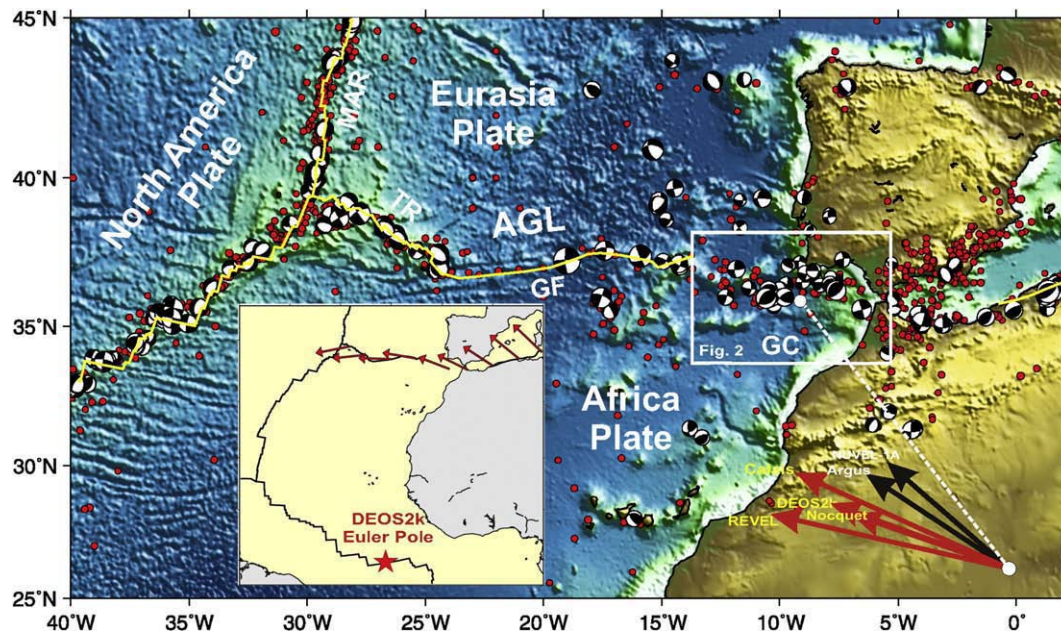 45˚N
40˚N
35˚N
30˚N
25˚N
40˚W
35˚W
30˚W
25˚W
20˚W
15˚W
10˚W
5˚W
0˚
North America
Plate
MAR
Eurasia
Plate
TR
AGL
GF
Fig. 2
GC
Africa
Plate
DEOS2k
Euler Pole
NUVEL-1A
Argus
Calais
REVEL
Nocquet